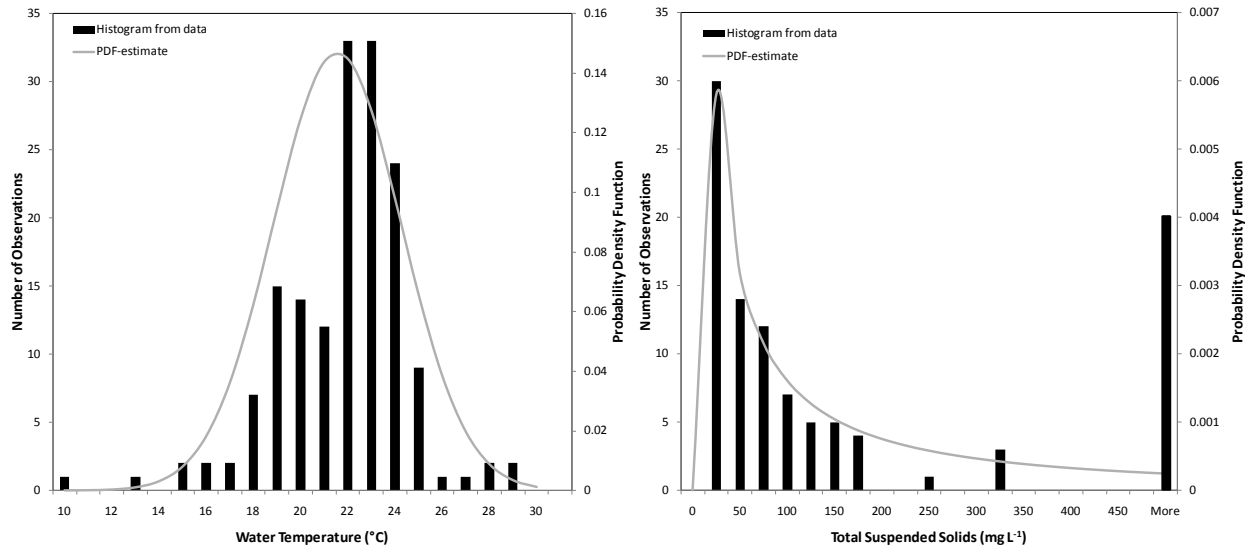 Histogram from data
PDF-estimate
35
30
25
20
15
10
5
0
Number of Observations
0.16
0.14
0.12
0.1
0.08
0.06
0.04
0.02
0
Probability Density Function
10 12 14 16 18 20 22 24 26 28 30
Water Temperature (°C)
Histogram from data
PDF-estimate
35
30
25
20
15
10
5
0
Number of Observations
0.007
0.006
0.005
0.004
0.003
0.002
0.001
0
Probability Density Function
0 50 100 150 200 250 300 350 400 450 More
Total Suspended Solids (mg L⁻¹)